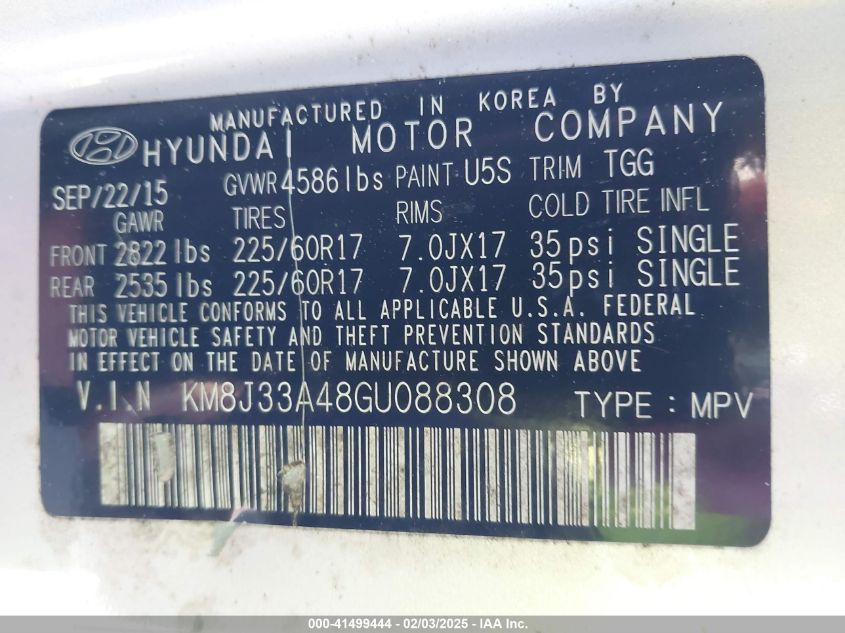 MANUFACTURED IN KOREA BY
HYUNDAI MOTOR COMPANY
SEP/22/15 GVWR 4586 lbs PAINT U5S TRIM TGG
GAWR TIRES RIMS COLD TIRE INFL
FRONT 2822 lbs 225/60R17 7.0JX17 35psi SINGLE
REAR 2535 lbs 225/60R17 7.0JX17 35psi SINGLE
THIS VEHICLE CONFORMS TO ALL APPLICABLE U.S.A. FEDERAL
MOTOR VEHICLE SAFETY AND THEFT PREVENTION STANDARDS
IN EFFECT ON THE DATE OF MANUFACTURE SHOWN ABOVE
V.I.N KM8J33A48GU088308 TYPE : MPV
000-41499444 - 02/03/2025 - IAA Inc.